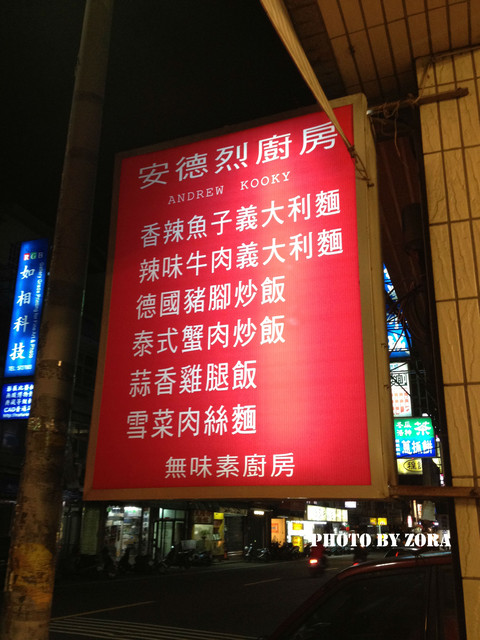 安德烈廚房
ANDREW KOOKY
香辣魚子義大利麵
辣味牛肉義大利麵
德國豬腳炒飯
泰式蟹肉炒飯
蒜香雞腿飯
雪菜肉絲麵
無味素廚房
如相科技
茶
PHOTO BY ZORA